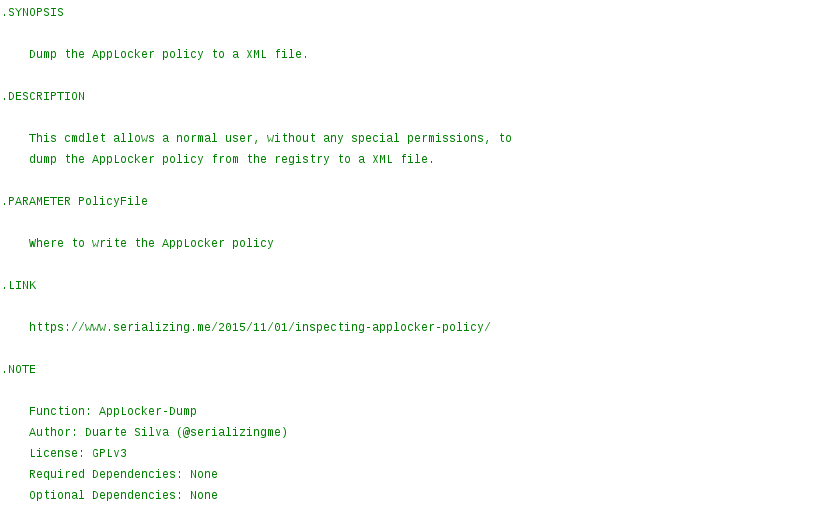 .SYNOPSIS
Dump the AppLocker policy to a XML file.
.DESCRIPTION
This cmdlet allows a normal user, without any special permissions, to
dump the AppLocker policy from the registry to a XML file.
.PARAMETER PolicyFile
Where to write the AppLocker policy
.LINK
https://www.serializing.me/2015/11/01/inspecting-applocker-policy/
.NOTE
Function: AppLocker-Dump
Author: Duarte Silva (@serializingme)
License: GPLv3
Required Dependencies: None
Optional Dependencies: None